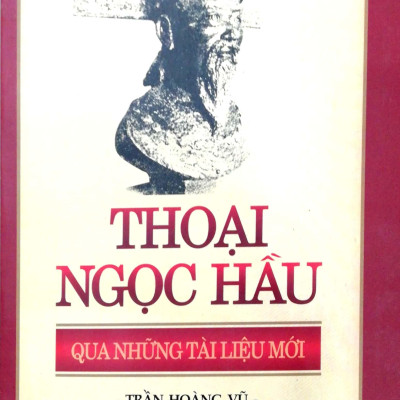 THOẠI
NGỌC HẦU
QUA NHỮNG TÀI LIỆU MỚI
TRẦN HOÀNG VŨ